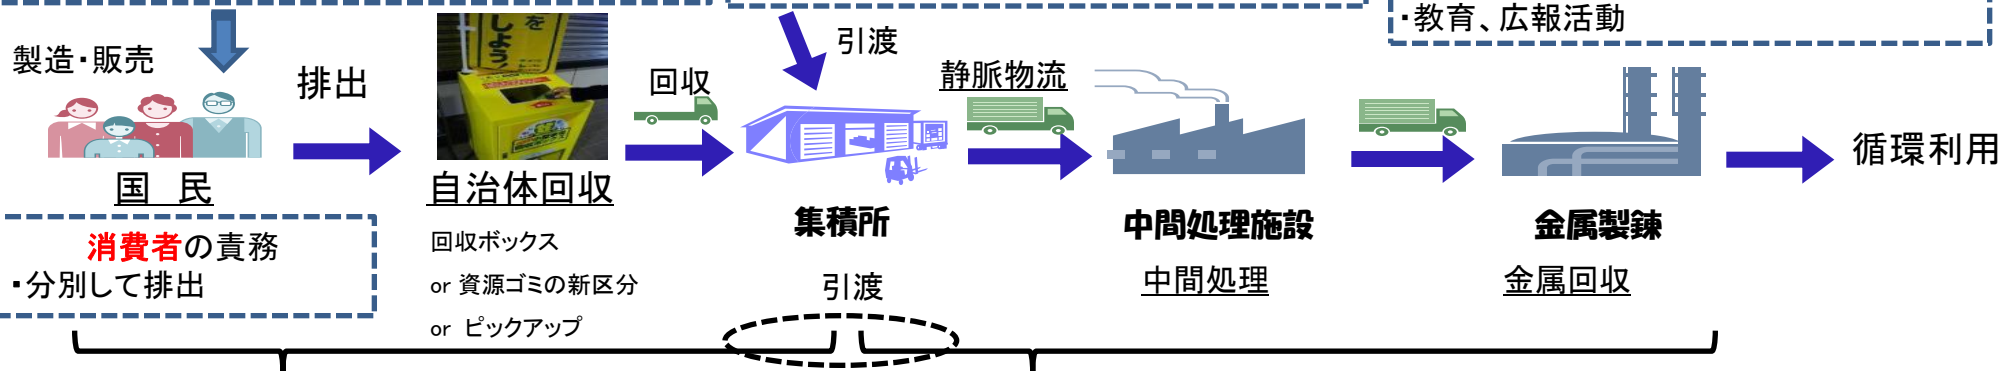 ・教育、広報活動
製造・販売
引渡
排出
を
しよう!
回収
静脈物流
循環利用
国 民
自治体回収
集積所
中間処理施設
金属製錬
消費者の責務
・分別して排出
回収ボックス
or 資源ゴミの新区分
or ピックアップ
引渡
中間処理
金属回収